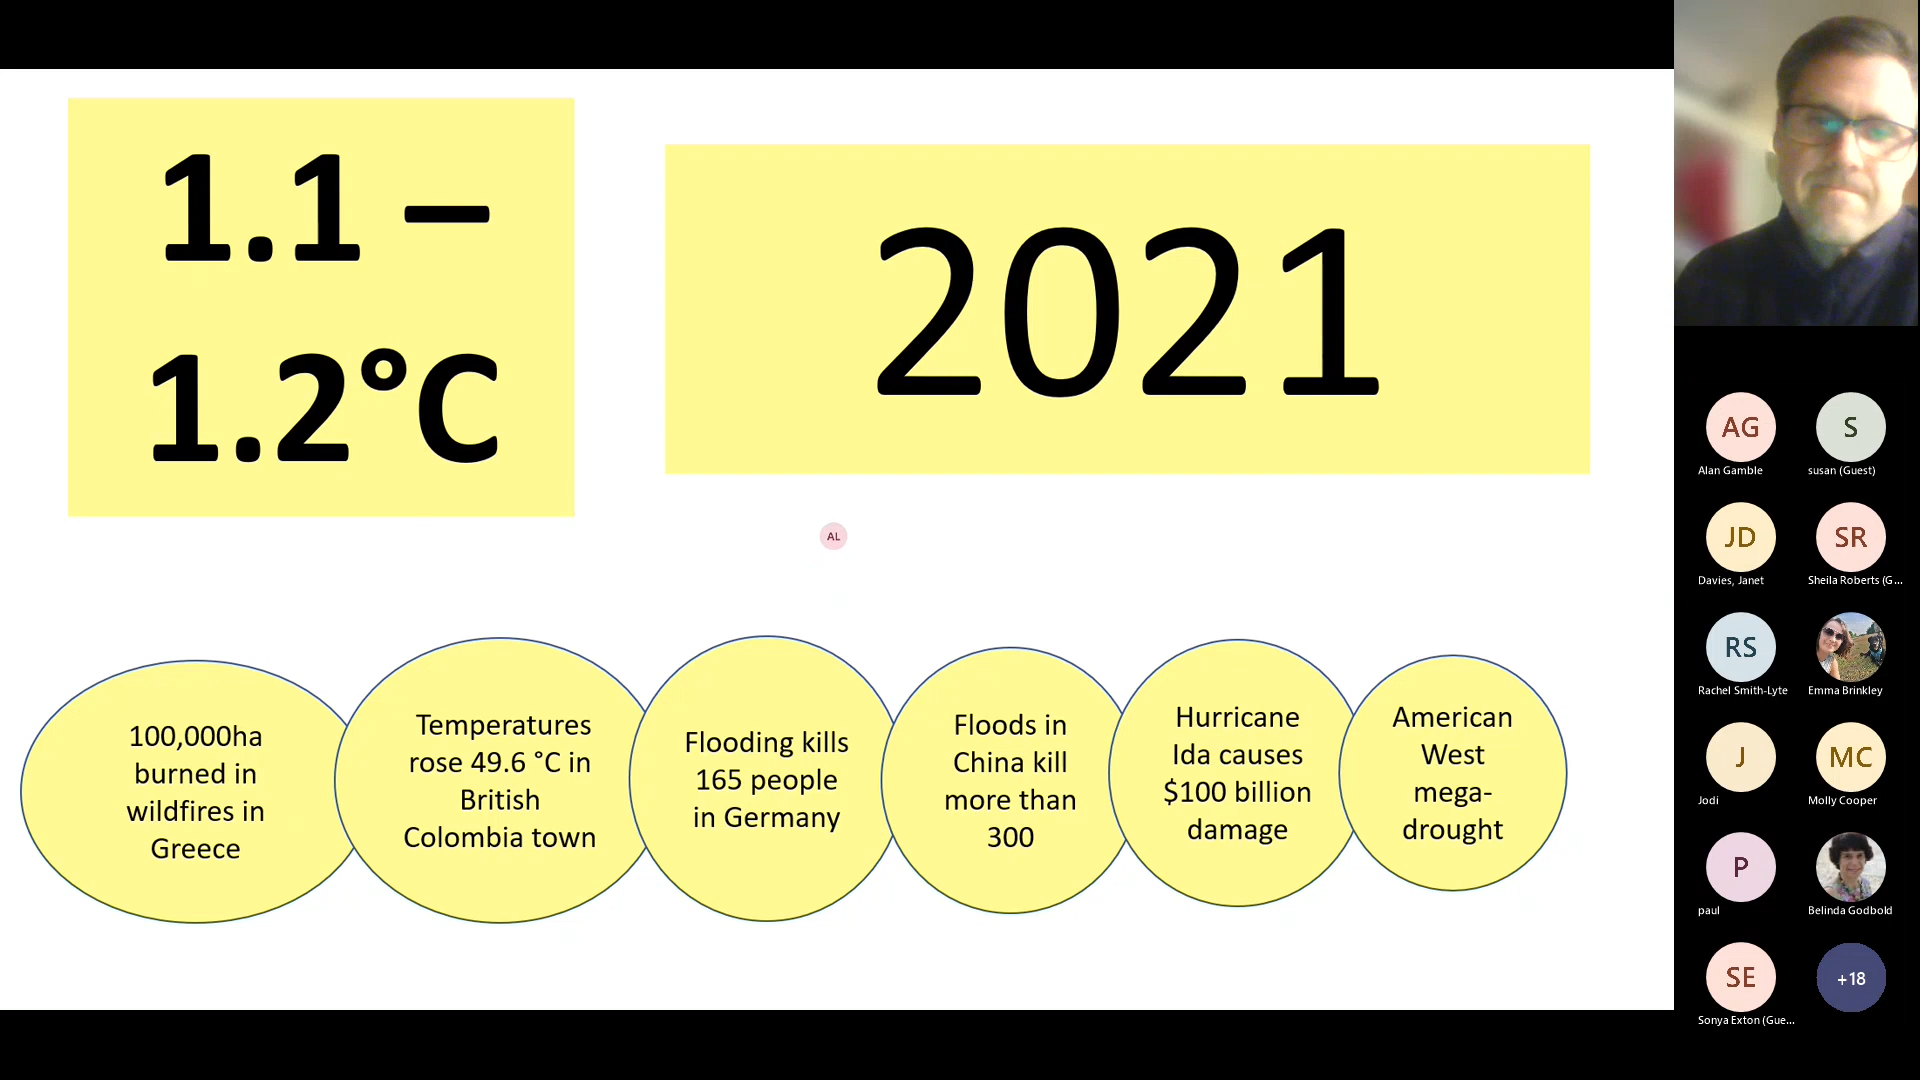 1.1 –
1.2°C
2021
AL
100,000ha
burned in
wildfires in
Greece
Temperatures
rose 49.6 °C in
British
Colombia town
Flooding kills
165 people
in Germany
Floods in
China kill
more than
300
Hurricane
Ida causes
$100 billion
damage
American
West
mega-
drought
AG
Alan Gamble
S
susan (Guest)
JD
Davies, Janet
SR
Sheila Roberts (G...
RS
Rachel Smith-Lyte
Emma Brinkley
J
Jodi
MC
Molly Cooper
P
paul
Belinda Godbold
SE
Sonya Exton (Gue...
+18